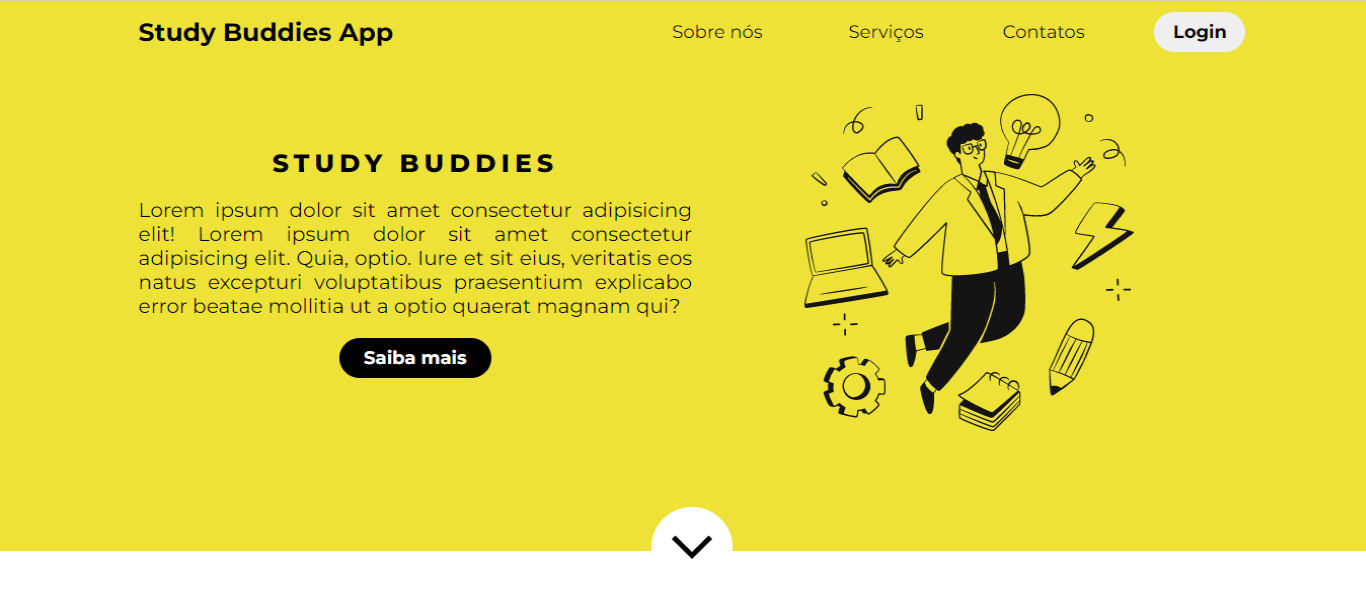 Study Buddies App
Sobre nós
Serviços
Contatos
Login
STUDY BUDDIES
Lorem ipsum dolor sit amet consectetur adipisicing
elit! Lorem ipsum dolor sit amet consectetur
adipisicing elit. Quia, optio. Iure et sit eius, veritatis eos
natus excepturi voluptatibus praesentium explicabo
error beatae mollitia ut a optio quaerat magnam qui?
Saiba mais